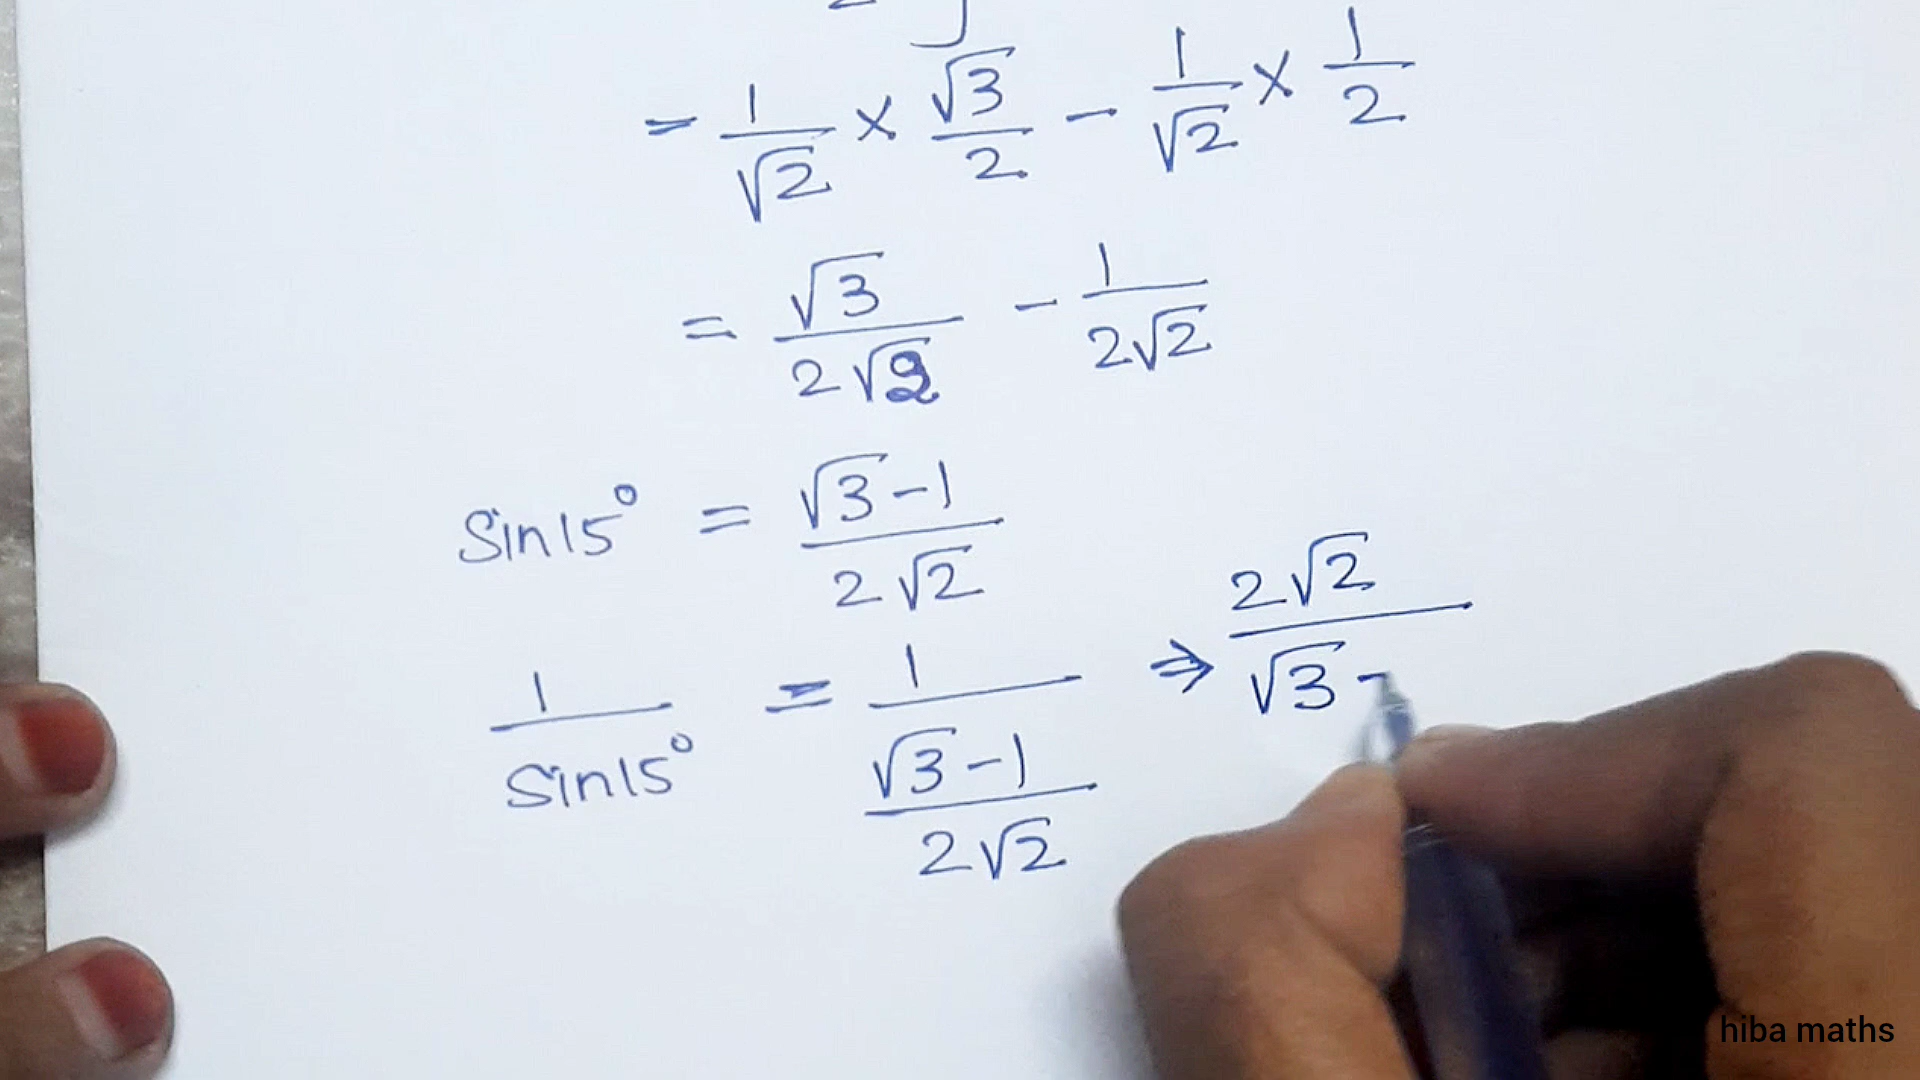 = 1/√2 × √3/2 - 1/√2 × 1/2
= √3/2√2 - 1/2√2
Sin15° = √3-1/2√2
1/Sin15° = 1/√3-1/2√2 ⇒ 2√2/√3-
hiba maths